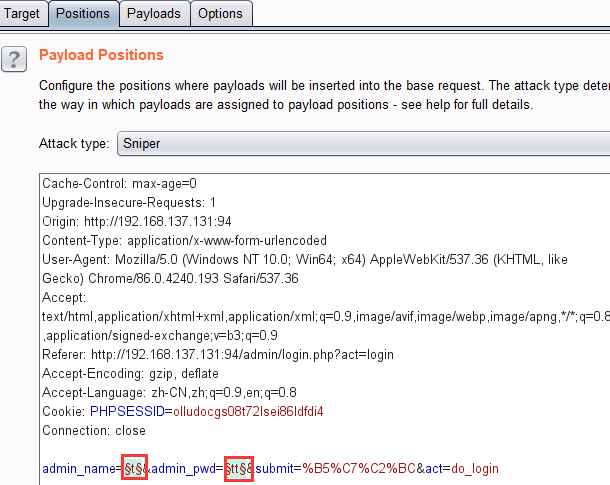 Target Positions Payloads Options
? Payload Positions
Configure the positions where payloads will be inserted into the base request. The attack type deter
the way in which payloads are assigned to payload positions - see help for full details.
Attack type: Sniper
Cache-Control: max-age=0
Upgrade-Insecure-Requests: 1
Origin: http://192.168.137.131:94
Content-Type: application/x-www-form-urlencoded
User-Agent: Mozilla/5.0 (Windows NT 10.0; Win64; x64) AppleWebKit/537.36 (KHTML, like
Gecko) Chrome/86.0.4240.193 Safari/537.36
Accept:
text/html,application/xhtml+xml,application/xml;q=0.9,image/avif,image/webp,image/apng,*/*;q=0.8
,application/signed-exchange;v=b3;q=0.9
Referer: http://192.168.137.131:94/admin/login.php?act=login
Accept-Encoding: gzip, deflate
Accept-Language: zh-CN,zh;q=0.9,en;q=0.8
Cookie: PHPSESSID=olludocgs08t72lsei86ldfdi4
Connection: close
admin_name=§t§&admin_pwd=§tt§&submit=%B5%C7%C2%BC&act=do_login